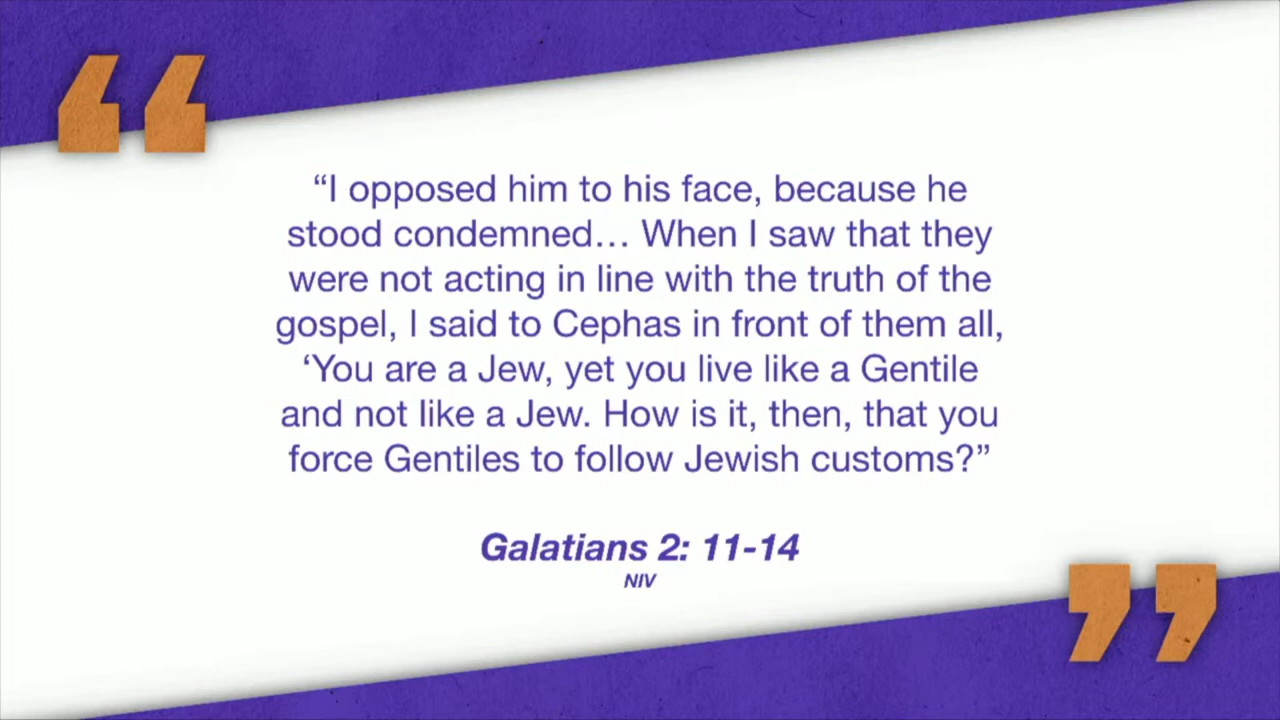 “I opposed him to his face, because he
stood condemned… When I saw that they
were not acting in line with the truth of the
gospel, I said to Cephas in front of them all,
‘You are a Jew, yet you live like a Gentile
and not like a Jew. How is it, then, that you
force Gentiles to follow Jewish customs?”
Galatians 2: 11-14
NIV